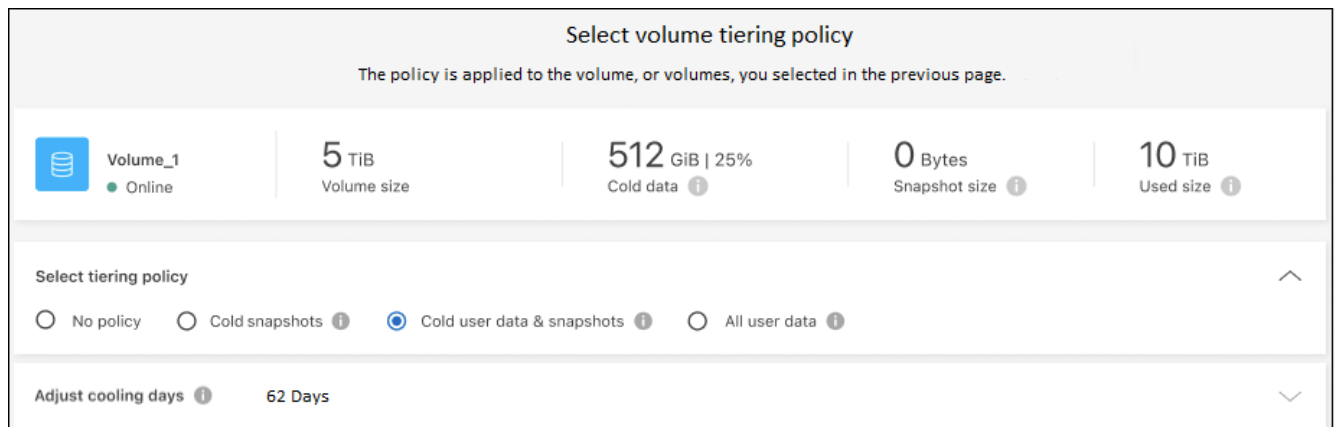 Select volume tiering policy
The policy is applied to the volume, or volumes, you selected in the previous page.
Volume_1
Online
5 TiB
Volume size
512 GiB | 25%
Cold data i
0 Bytes
Snapshot size i
10 TiB
Used size i
Select tiering policy
No policy Cold snapshots i Cold user data & snapshots i All user data i
Adjust cooling days i 62 Days